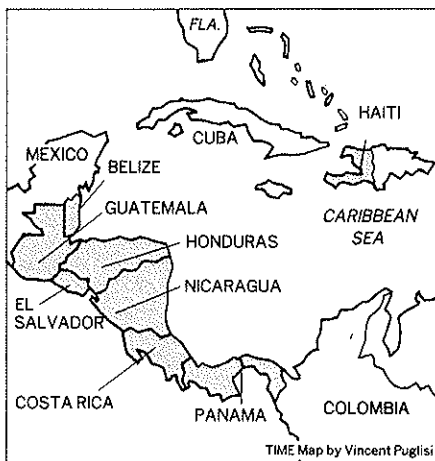 FLA.
HAITI
CUBA
MEXICO
BELIZE
GUATEMALA
CARIBBEAN
SEA
HONDURAS
NICARAGUA
EL
SALVADOR
COSTA RICA
PANAMA
COLOMBIA
TIME Map by Vincent Puglisi